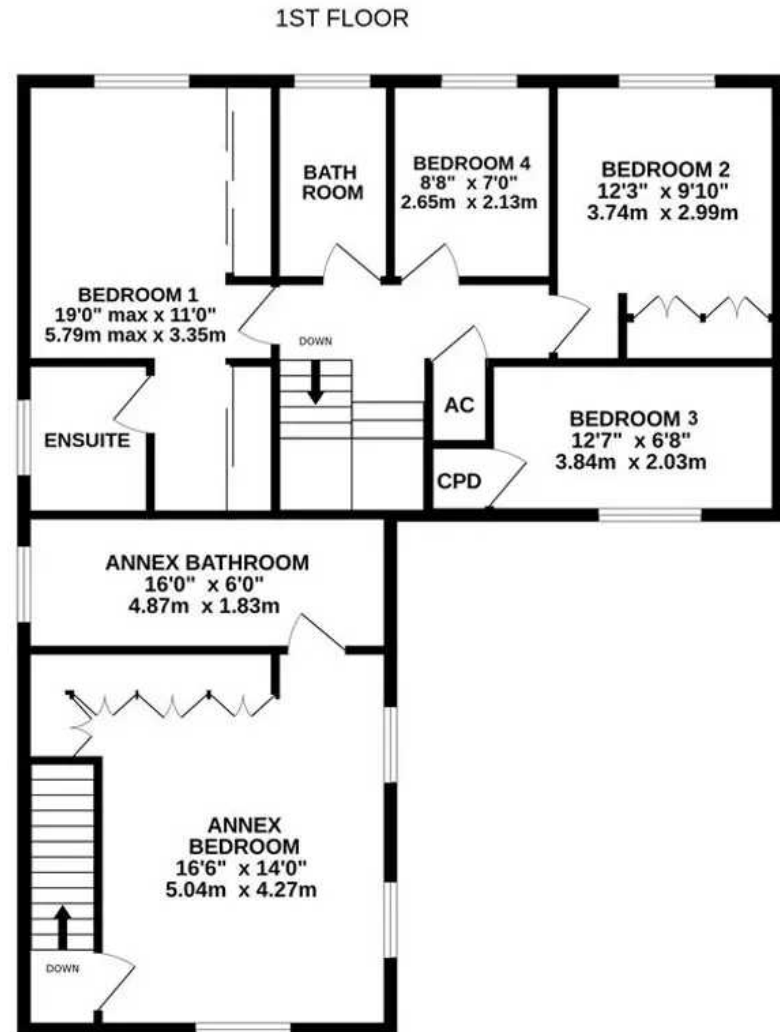 1ST FLOOR
BATH
ROOM
BEDROOM 4
8'8" x 7'0"
2.65m x 2.13m
BEDROOM 2
12'3" x 9'10"
3.74m x 2.99m
BEDROOM 1
19'0" max x 11'0"
5.79m max x 3.35m
DOWN
AC
BEDROOM 3
12'7" x 6'8"
3.84m x 2.03m
ENSUITE
CPD
ANNEX BATHROOM
16'0" x 6'0"
4.87m x 1.83m
ANNEX
BEDROOM
16'6" x 14'0"
5.04m x 4.27m
DOWN